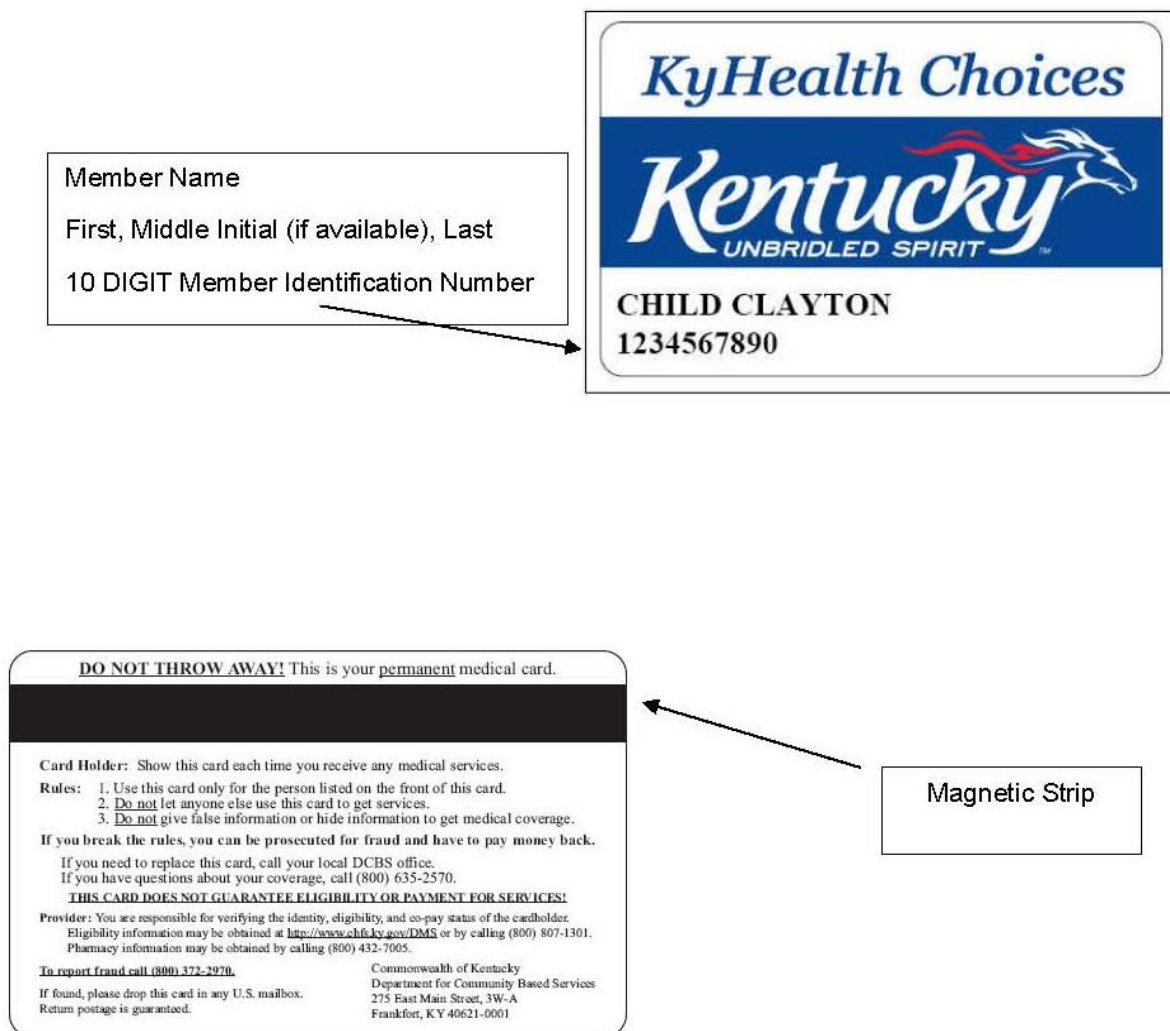 KyHealth Choices
Kentucky
UNBRIDLED SPIRIT™
CHILD CLAYTON
1234567890
Member Name
First, Middle Initial (if available), Last
10 DIGIT Member Identification Number
DO NOT THROW AWAY! This is your permanent medical card.
Card Holder: Show this card each time you receive any medical services.
Rules: 1. Use this card only for the person listed on the front of this card.
2. Do not let anyone else use this card to get services.
3. Do not give false information or hide information to get medical coverage.
If you break the rules, you can be prosecuted for fraud and have to pay money back.
If you need to replace this card, call your local DCBS office.
If you have questions about your coverage, call (800) 635-2570.
THIS CARD DOES NOT GUARANTEE ELIGIBILITY OR PAYMENT FOR SERVICES!
Provider: You are responsible for verifying the identity, eligibility, and co-pay status of the cardholder.
Eligibility information may be obtained at http://www.chfs.ky.gov/DMS or by calling (800) 807-1301.
Pharmacy information may be obtained by calling (800) 432-7005.
To report fraud call (800) 372-2970.
If found, please drop this card in any U.S. mailbox.
Return postage is guaranteed.
Commonwealth of Kentucky
Department for Community Based Services
275 East Main Street, 3W-A
Frankfort, KY 40621-0001
Magnetic Strip